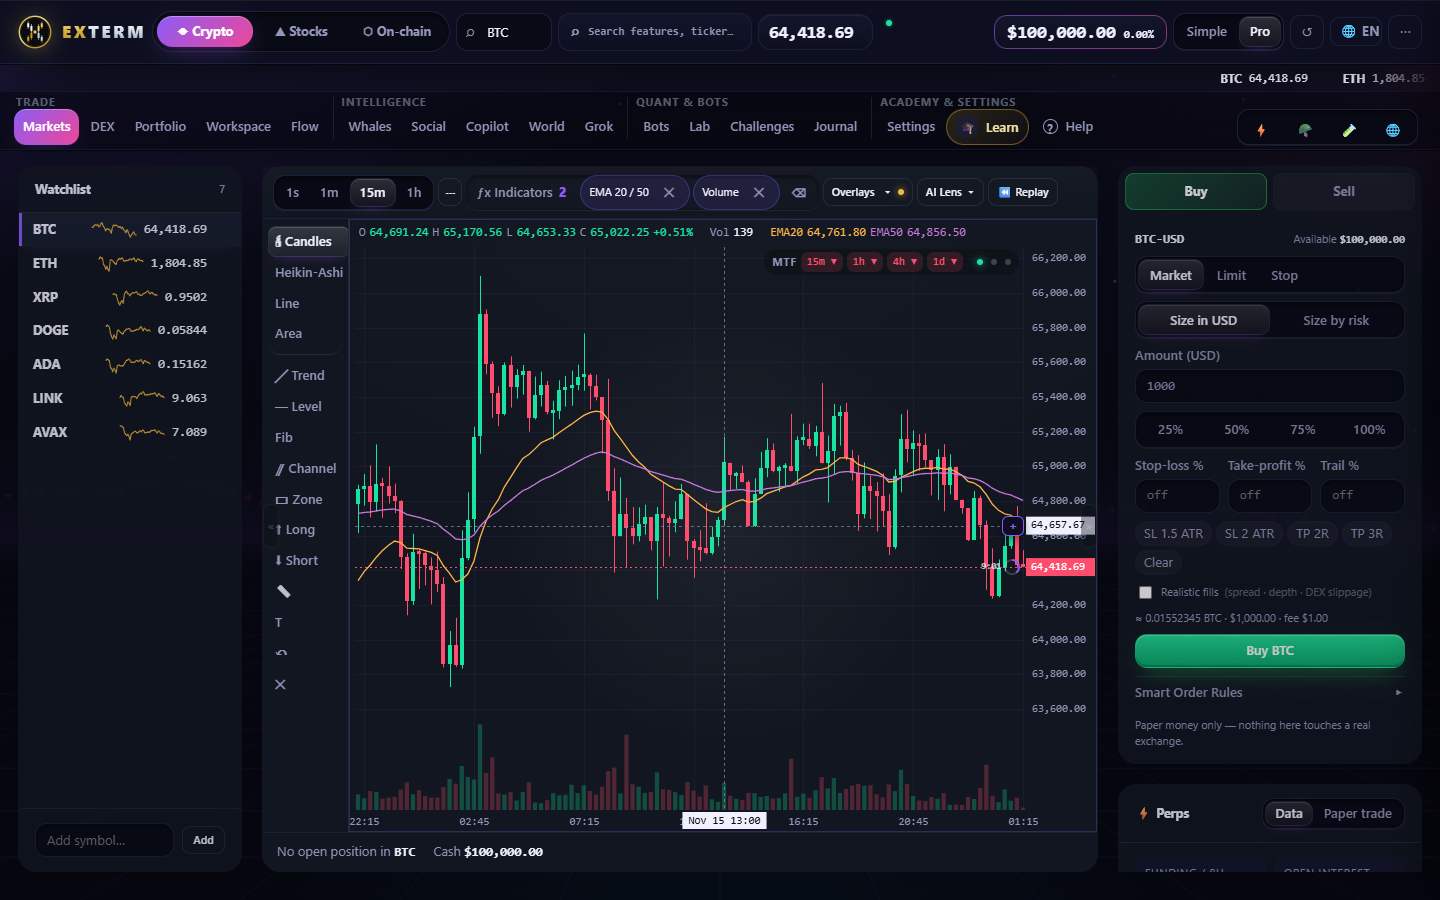 EXTERM
Crypto
Stocks
On-chain
BTC
Search features, ticker...
64,418.69
$100,000.00 0.00%
Simple
Pro
EN
BTC 64,418.69
ETH 1,804.85
TRADE
INTELLIGENCE
QUANT & BOTS
ACADEMY & SETTINGS
Markets
DEX
Portfolio
Workspace
Flow
Whales
Social
Copilot
World
Grok
Bots
Lab
Challenges
Journal
Settings
Learn
? Help
Watchlist 7
BTC 64,418.69
ETH 1,804.85
XRP 0.9502
DOGE 0.05844
ADA 0.15162
LINK 9.063
AVAX 7.089
Add symbol...
Add
1s
1m
15m
1h
ƒx Indicators 2
EMA 20 / 50
Volume
Overlays
AI Lens
Replay
Candles
Heikin-Ashi
Line
Area
Trend
Level
Fib
Channel
Zone
Long
Short
T
O 64,691.24 H 65,170.56 L 64,653.33 C 65,022.25 +0.51% Vol 139 EMA20 64,761.80 EMA50 64,856.50
MTF 15m ▼ 1h ▼ 4h ▼ 1d ▼
66,200.00
66,000.00
65,800.00
65,600.00
65,400.00
65,200.00
65,000.00
64,800.00
64,657.67
64,600.00
64,418.69
64,200.00
64,000.00
63,800.00
63,600.00
22:15
02:45
07:15
Nov 15 13:00
16:15
20:45
01:15
No open position in BTC Cash $100,000.00
Buy
Sell
BTC-USD
Available $100,000.00
Market
Limit
Stop
Size in USD
Size by risk
Amount (USD)
1000
25%
50%
75%
100%
Stop-loss %
Take-profit %
Trail %
off
off
off
SL 1.5 ATR
SL 2 ATR
TP 2R
TP 3R
Clear
Realistic fills (spread · depth · DEX slippage)
≈ 0.01552345 BTC · $1,000.00 · fee $1.00
Buy BTC
Smart Order Rules
Paper money only — nothing here touches a real
exchange.
Perps
Data
Paper trade
FUNDING / 8H
OPEN INTEREST